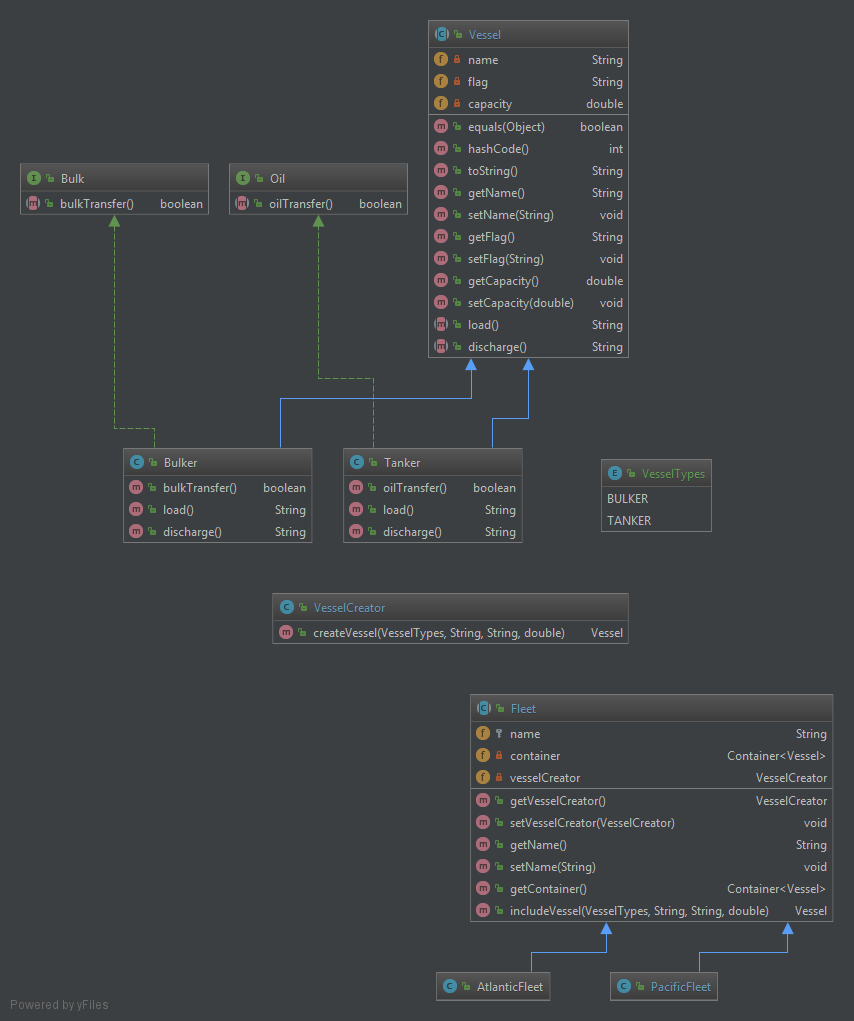 Vessel
name String
flag String
capacity double
equals(Object) boolean
hashCode() int
toString() String
getName() String
setName(String) void
getFlag() String
setFlag(String) void
getCapacity() double
setCapacity(double) void
load() String
discharge() String
Bulk
bulkTransfer() boolean
Oil
oilTransfer() boolean
Bulker
bulkTransfer() boolean
load() String
discharge() String
Tanker
oilTransfer() boolean
load() String
discharge() String
VesselTypes
BULKER
TANKER
VesselCreator
createVessel(VesselTypes, String, String, double) Vessel
Fleet
name String
container Container<Vessel>
vesselCreator VesselCreator
getVesselCreator() VesselCreator
setVesselCreator(VesselCreator) void
getName() String
setName(String) void
getContainer() Container<Vessel>
includeVessel(VesselTypes, String, String, double) Vessel
AtlanticFleet
PacificFleet
Powered by yFiles